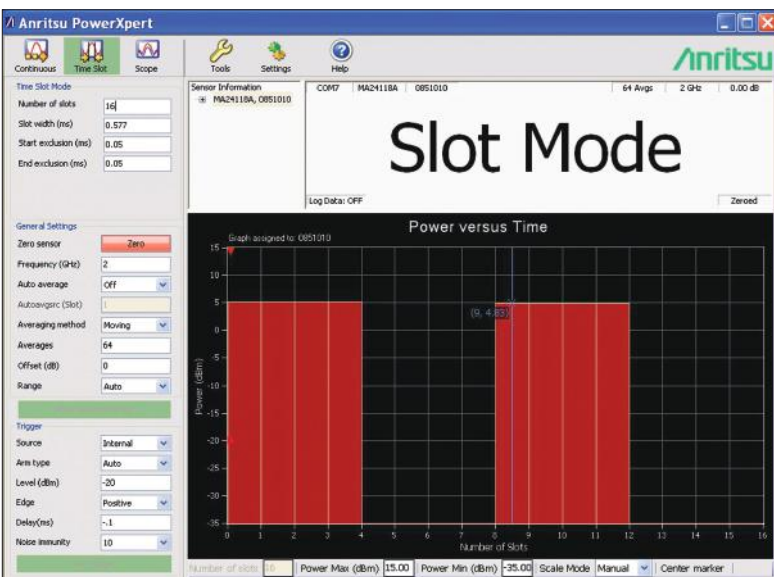 Anritsu PowerXpert
Continuous
Time Slot
Scope
Tools
Settings
Help
Anritsu
Time Slot Mode
Number of slots 16
Slot width (ms) 0.577
Start exclusion (ms) 0.05
End exclusion (ms) 0.05
Sensor Information
MA24118A, 0851010
COM7 MA24118A 0851010 64 Avgs 2 GHz 0.00 dB
Slot Mode
Log Data: OFF Zeroed
General Settings
Zero sensor Zero
Frequency (GHz) 2
Auto average Off
Autoavgsrc (Slot) 1
Averaging method Moving
Averages 64
Offset (dB) 0
Range Auto
Trigger
Source Internal
Arm type Auto
Level (dBm) -20
Edge Positive
Delay(ms) -.1
Noise immunity 10
Power versus Time
Graph assigned to: 0851010
15
10
5
0
-5
-10
-15
-20
-25
-30
-35
Power (dBm)
(9, 4.83)
0 1 2 3 4 5 6 7 8 9 10 11 12 13 14 15 16
Number of Slots
Number of slots 16 Power Max (dBm) 15.00 Power Min (dBm) -35.00 Scale Mode Manual Center marker